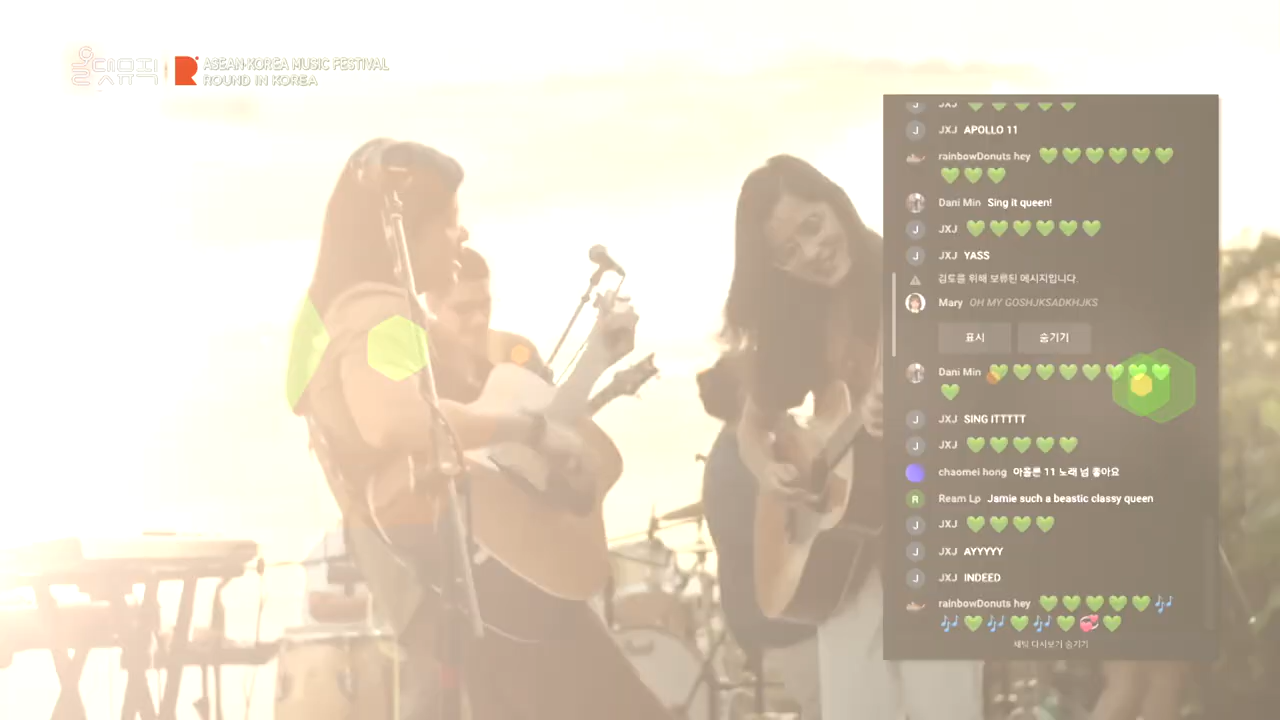 올댓뮤직
R
ASEAN-KOREA MUSIC FESTIVAL
ROUND IN KOREA
J JXJ
J JXJ APOLLO 11
rainbowDonuts hey
Dani Min Sing it queen!
J JXJ
J JXJ YASS
검토를 위해 보류된 메시지입니다.
Mary OH MY GOSHJKSADKHJKS
표시 숨기기
Dani Min
J JXJ SING ITTTTT
J JXJ
chaomei hong 아폴론 11 노래 넘 좋아요
R Ream Lp Jamie such a beastic classy queen
J JXJ
J JXJ AYYYYY
J JXJ INDEED
rainbowDonuts hey
채팅 다시보기 숨기기